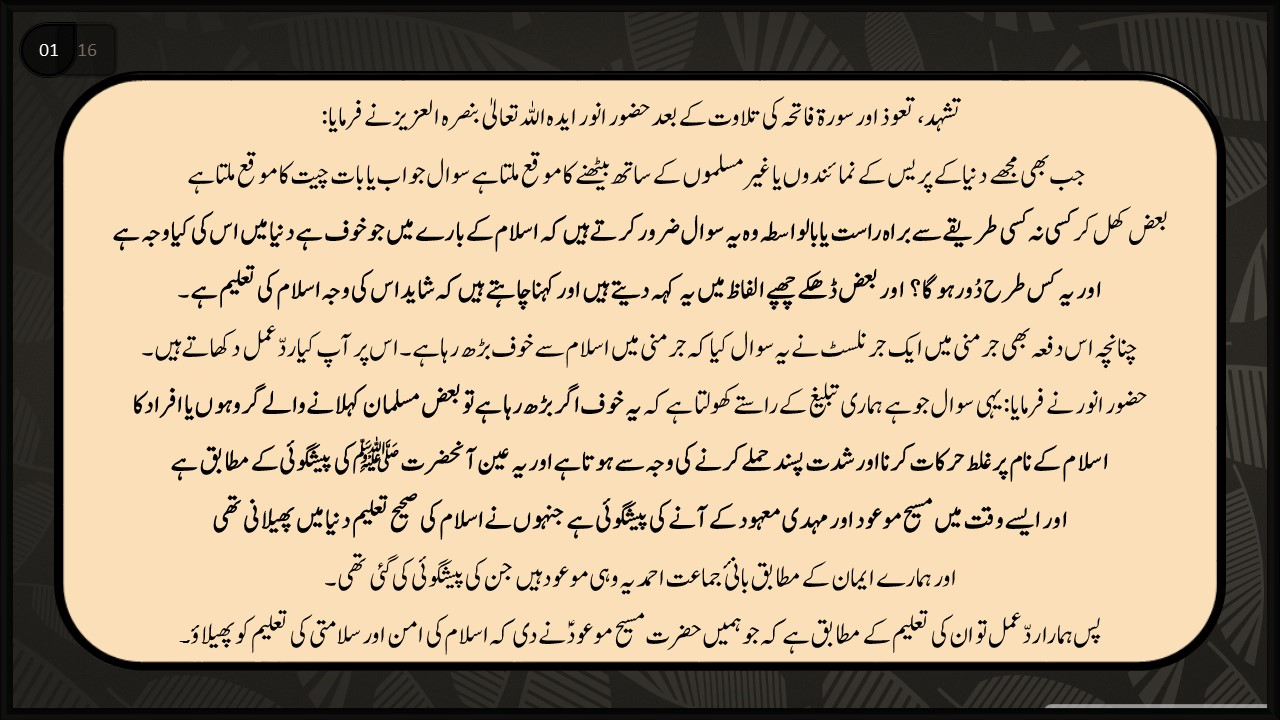 01 16
تشہد، تعوذ اور سورۃ فاتحہ کی تلاوت کے بعد حضور انور ایدہ اللہ تعالیٰ بنصرہ العزیز نے فرمایا:
جب بھی مجھے دنیا کے پریس کے نمائندوں یا غیر مسلموں کے ساتھ بیٹھنے کا موقع ملتا ہے سوال جواب یا بات چیت کا موقع ملتا ہے
بعض کھل کر کسی نہ کسی طریقے سے براہ راست یا بالواسطہ وہ یہ سوال ضرور کرتے ہیں کہ اسلام کے بارے میں جو خوف ہے دنیا میں اس کی کیا وجہ ہے
اور یہ کس طرح دُور ہو گا؟ اور بعض ڈھکے چھپے الفاظ میں یہ کہہ دیتے ہیں اور کہنا چاہتے ہیں کہ شاید اس کی وجہ اسلام کی تعلیم ہے۔
چنانچہ اس دفعہ بھی جرمنی میں ایک جرنلسٹ نے یہ سوال کیا کہ جرمنی میں اسلام سے خوف بڑھ رہا ہے۔ اس پر آپ کیا ردّ عمل دکھاتے ہیں۔
حضور انور نے فرمایا: یہی سوال جو ہے ہماری تبلیغ کے راستے کھولتا ہے کہ یہ خوف اگر بڑھ رہا ہے تو بعض مسلمان کہلانے والے گروہوں یا افراد کا
اسلام کے نام پر غلط حرکات کرنا اور شدت پسند حملے کرنے کی وجہ سے ہوتا ہے اور یہ عین آنحضرت ﷺ کی پیشگوئی کے مطابق ہے
اور ایسے وقت میں مسیح موعود اور مہدی معہود کے آنے کی پیشگوئی ہے جنہوں نے اسلام کی صحیح تعلیم دنیا میں پھیلانی تھی
اور ہمارے ایمان کے مطابق بانیٔ جماعت احمدیہ وہی موعود ہیں جن کی پیشگوئی کی گئی تھی۔
پس ہمارا ردّ عمل تو ان کی تعلیم کے مطابق ہے کہ جو ہمیں حضرت مسیح موعودؑ نے دی کہ اسلام کی امن اور سلامتی کی تعلیم کو پھیلاؤ۔